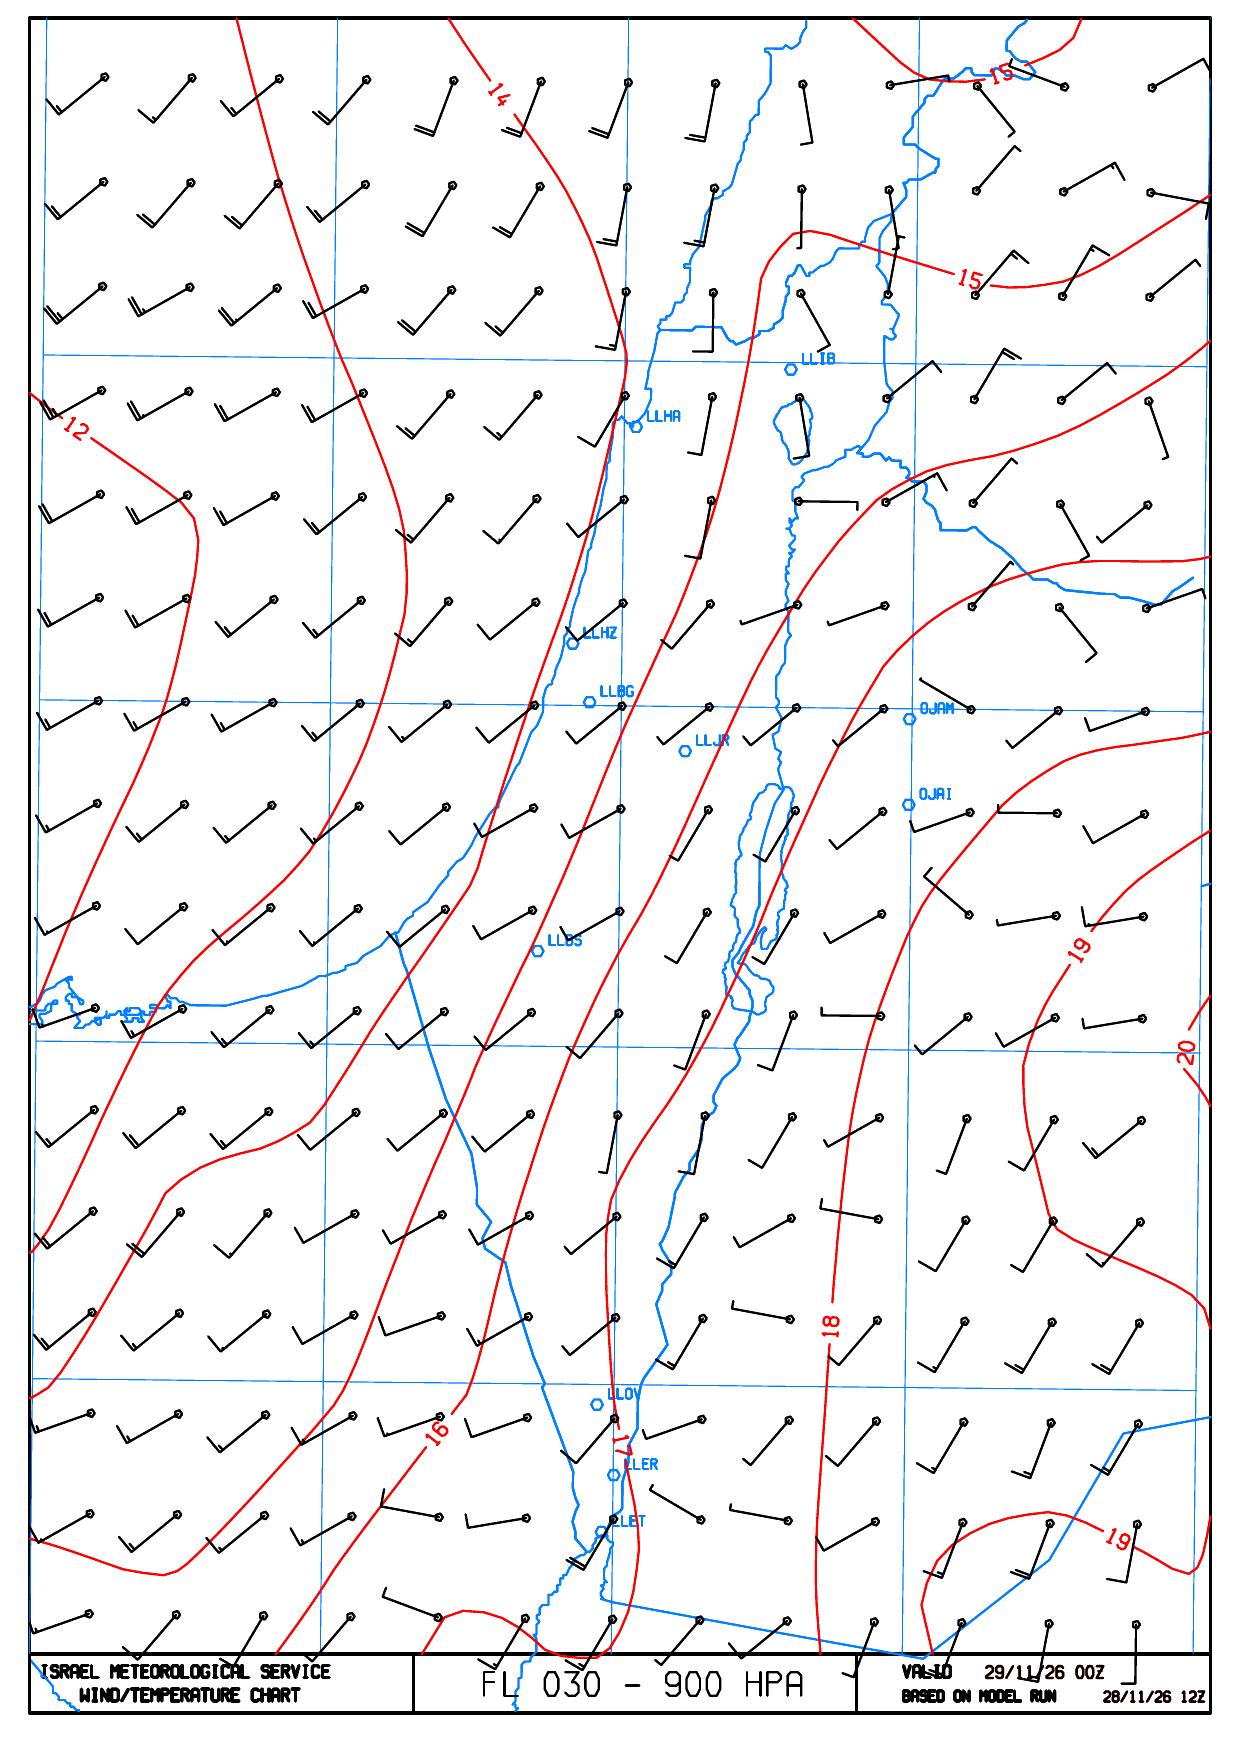 14
15
15
LLIB
LLHA
12
LLHZ
LLBG
OJAM
LLJR
OJAI
LLBS
19
20
18
LLOV
16
17
LLER
LLET
19
ISRAEL METEOROLOGICAL SERVICE
WIND/TEMPERATURE CHART
FL 030 - 900 HPA
VALID 29/11/26 00Z
BASED ON MODEL RUN 28/11/26 12Z